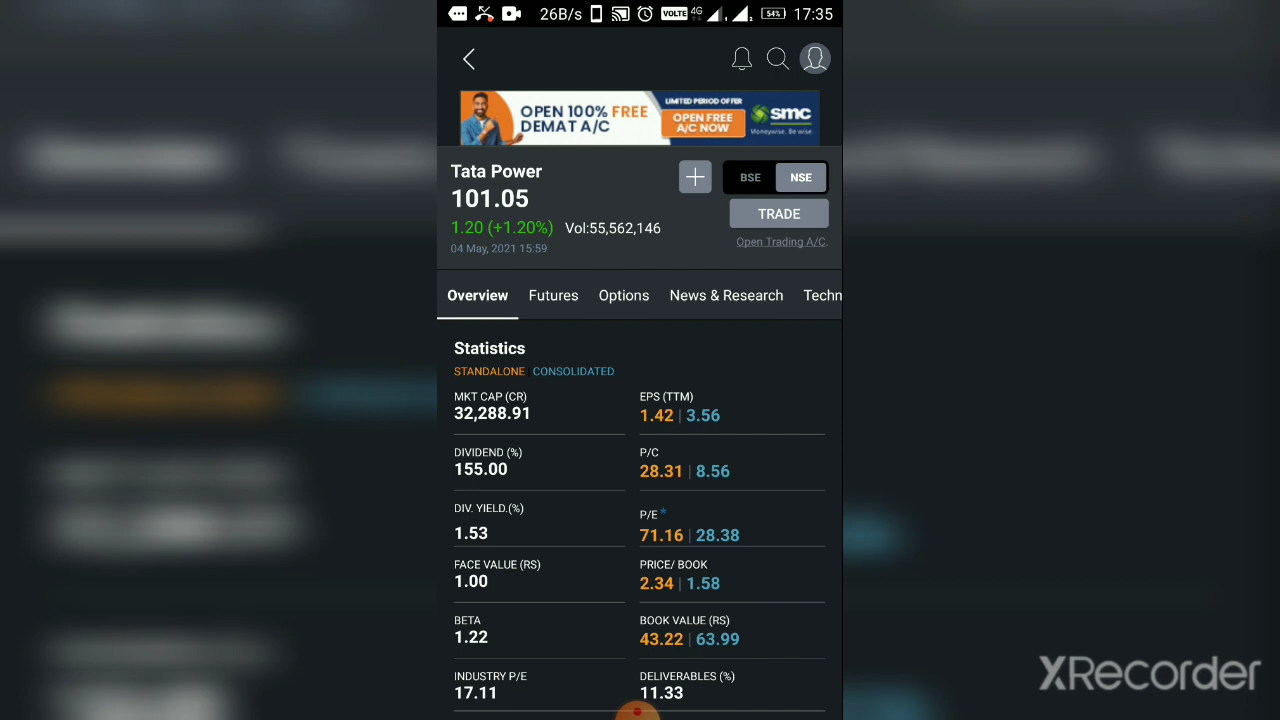 26B/s VOLTE 4G 54% 17:35
OPEN 100% FREE
DEMAT A/C
LIMITED PERIOD OFFER
OPEN FREE
A/C NOW
smc
Moneywise. Be wise.
Tata Power
101.05
1.20 (+1.20%) Vol:55,562,146
04 May, 2021 15:59
+
BSE NSE
TRADE
Open Trading A/C.
Overview Futures Options News & Research Techn
Statistics
STANDALONE | CONSOLIDATED
MKT CAP (CR) EPS (TTM)
32,288.91 1.42 | 3.56
DIVIDEND (%) P/C
155.00 28.31 | 8.56
DIV. YIELD.(%) P/E *
1.53 71.16 | 28.38
FACE VALUE (RS) PRICE/ BOOK
1.00 2.34 | 1.58
BETA BOOK VALUE (RS)
1.22 43.22 | 63.99
INDUSTRY P/E DELIVERABLES (%)
17.11 11.33
XRecorder